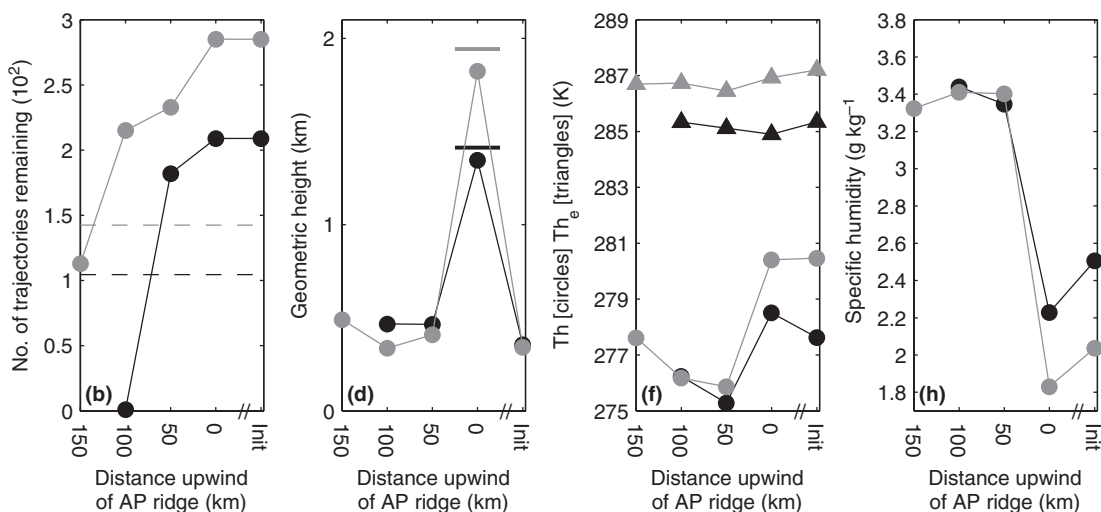 No. of trajectories remaining (10²)
3
2.5
2
1.5
1
0.5
0
(b)
150
100
50
0
Init
Distance upwind
of AP ridge (km)
Geometric height (km)
2
1
0
(d)
150
100
50
0
Init
Distance upwind
of AP ridge (km)
Th [circles] Thₑ [triangles] (K)
289
287
285
283
281
279
277
275
(f)
150
100
50
0
Init
Distance upwind
of AP ridge (km)
Specific humidity (g kg⁻¹)
3.8
3.6
3.4
3.2
3
2.8
2.6
2.4
2.2
2
1.8
(h)
150
100
50
0
Init
Distance upwind
of AP ridge (km)